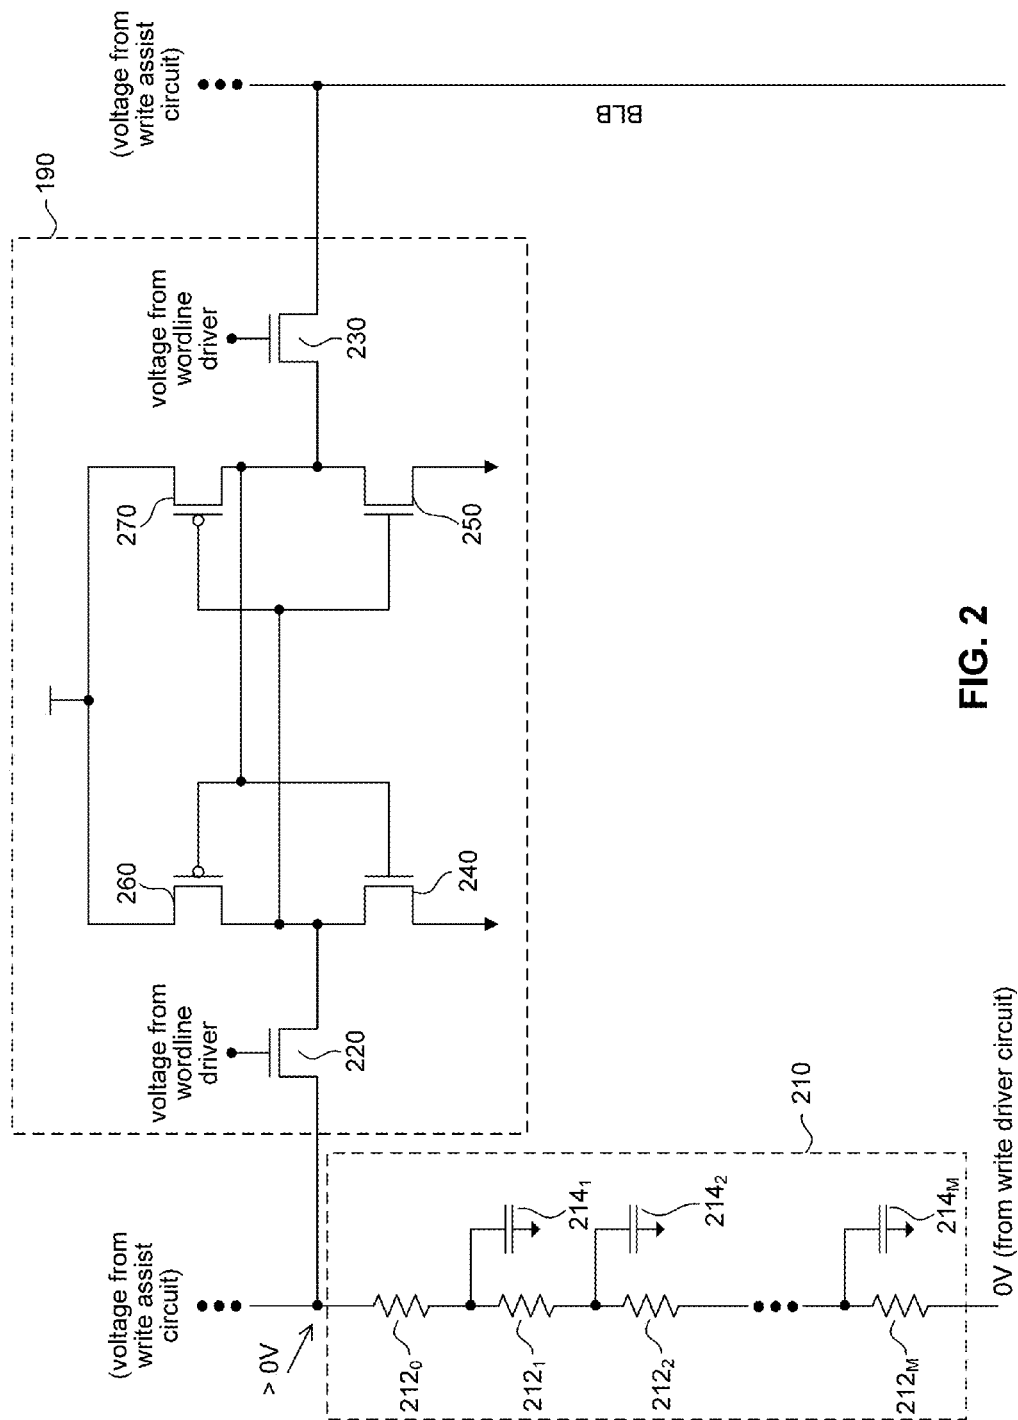 (voltage from
write assist
circuit)
BLB
190
voltage from
wordline
driver
230
270
250
260
240
voltage from
wordline
driver
220
(voltage from
write assist
circuit)
> 0V
210
212₀
214₁
212₁
214₂
212₂
214M
212M
0V (from write driver circuit)
FIG. 2